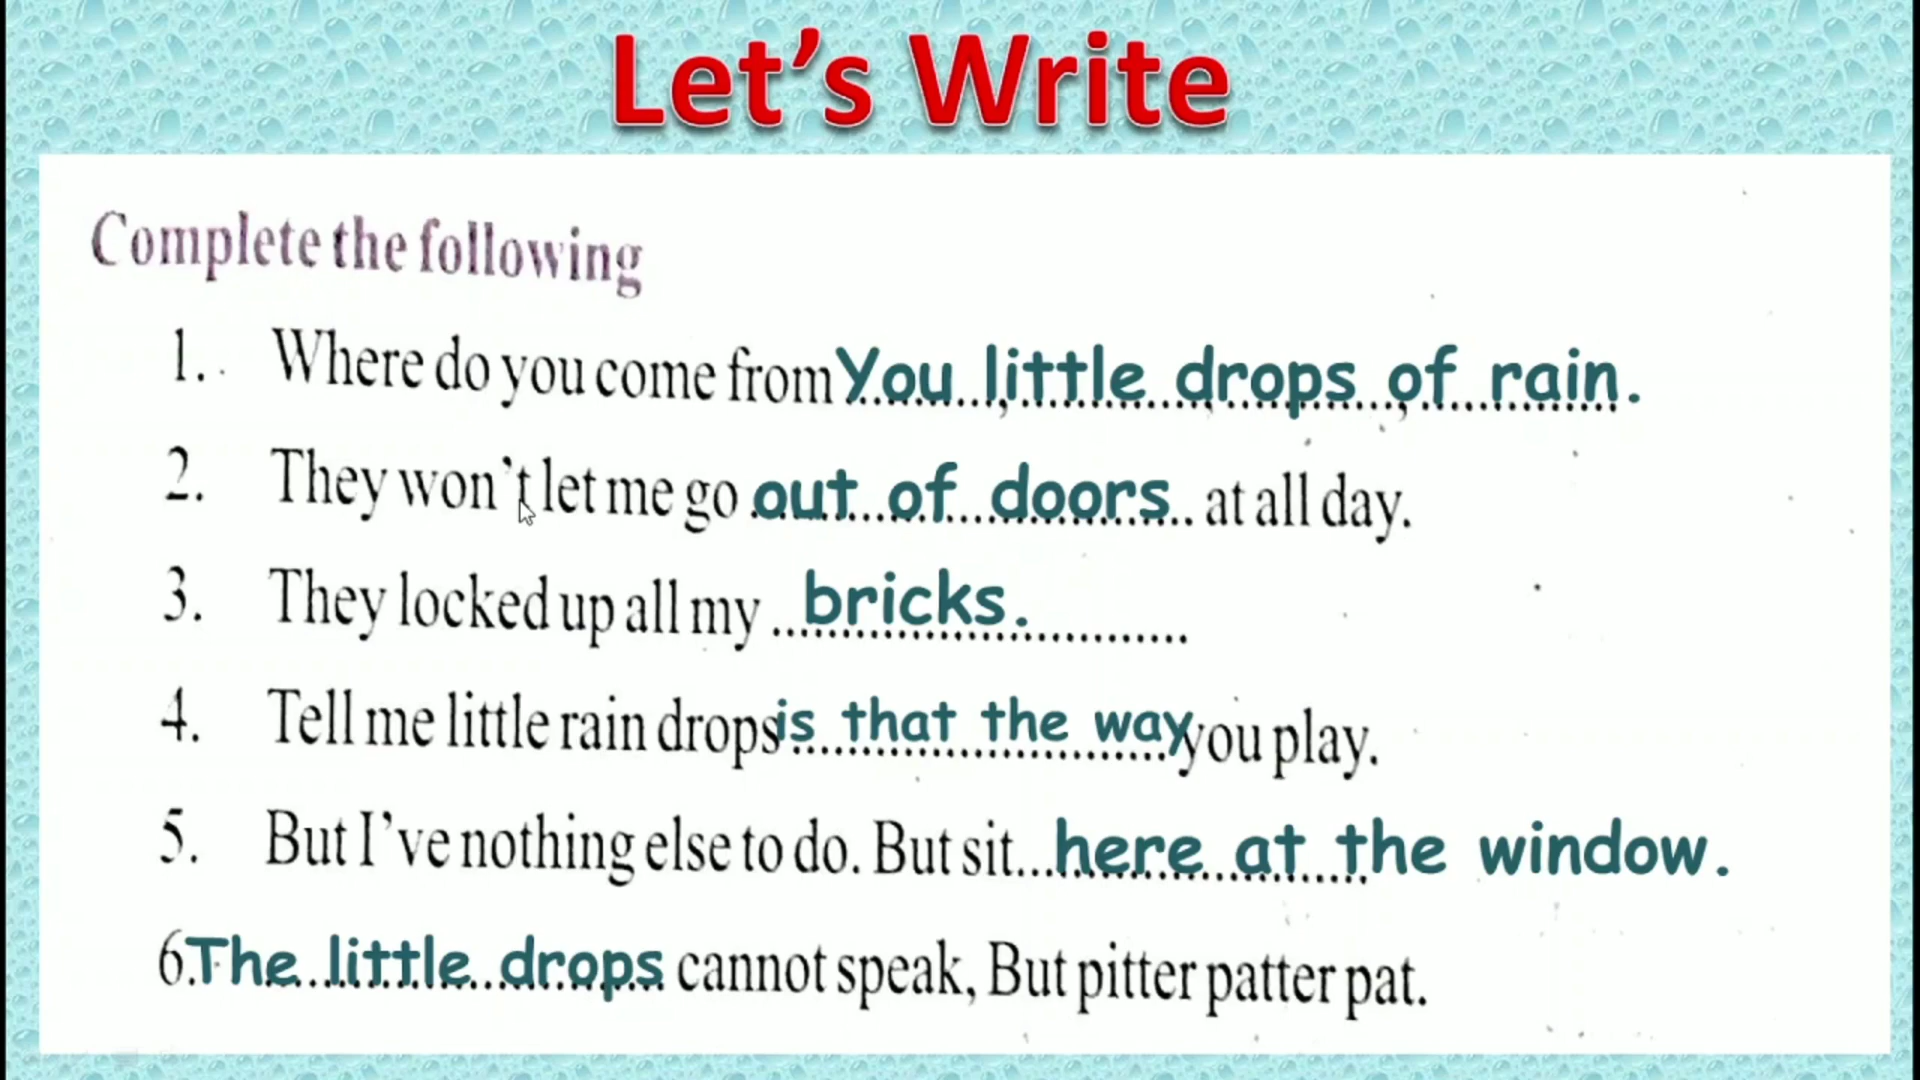 Let's Write
Complete the following
1. Where do you come from You little drops of rain.
2. They won't let me go out of doors at all day.
3. They locked up all my bricks.
4. Tell me little rain drops is that the way you play.
5. But I've nothing else to do. But sit here at the window.
6. The little drops cannot speak, But pitter patter pat.